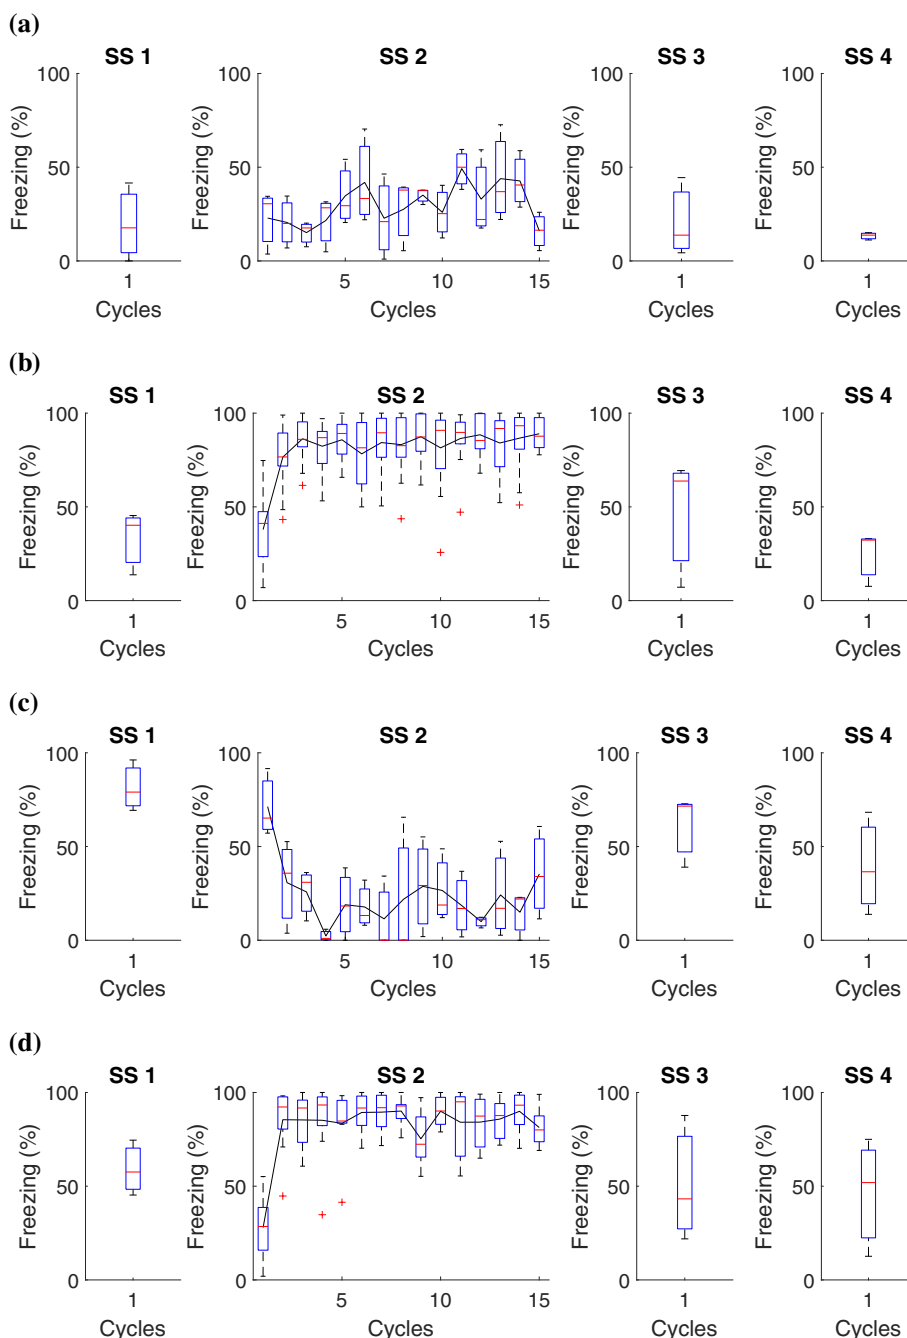 (a)
SS 1 SS 2 SS 3 SS 4
100 100 100 100
Freezing (%) Freezing (%) Freezing (%) Freezing (%)
50 50 50 50
0 0 0 0
1 5 10 15 1 1
Cycles Cycles Cycles Cycles
(b)
SS 1 SS 2 SS 3 SS 4
100 100 100 100
Freezing (%) Freezing (%) Freezing (%) Freezing (%)
50 50 50 50
0 0 0 0
1 5 10 15 1 1
Cycles Cycles Cycles Cycles
(c)
SS 1 SS 2 SS 3 SS 4
100 100 100 100
Freezing (%) Freezing (%) Freezing (%) Freezing (%)
50 50 50 50
0 0 0 0
1 5 10 15 1 1
Cycles Cycles Cycles Cycles
(d)
SS 1 SS 2 SS 3 SS 4
100 100 100 100
Freezing (%) Freezing (%) Freezing (%) Freezing (%)
50 50 50 50
0 0 0 0
1 5 10 15 1 1
Cycles Cycles Cycles Cycles